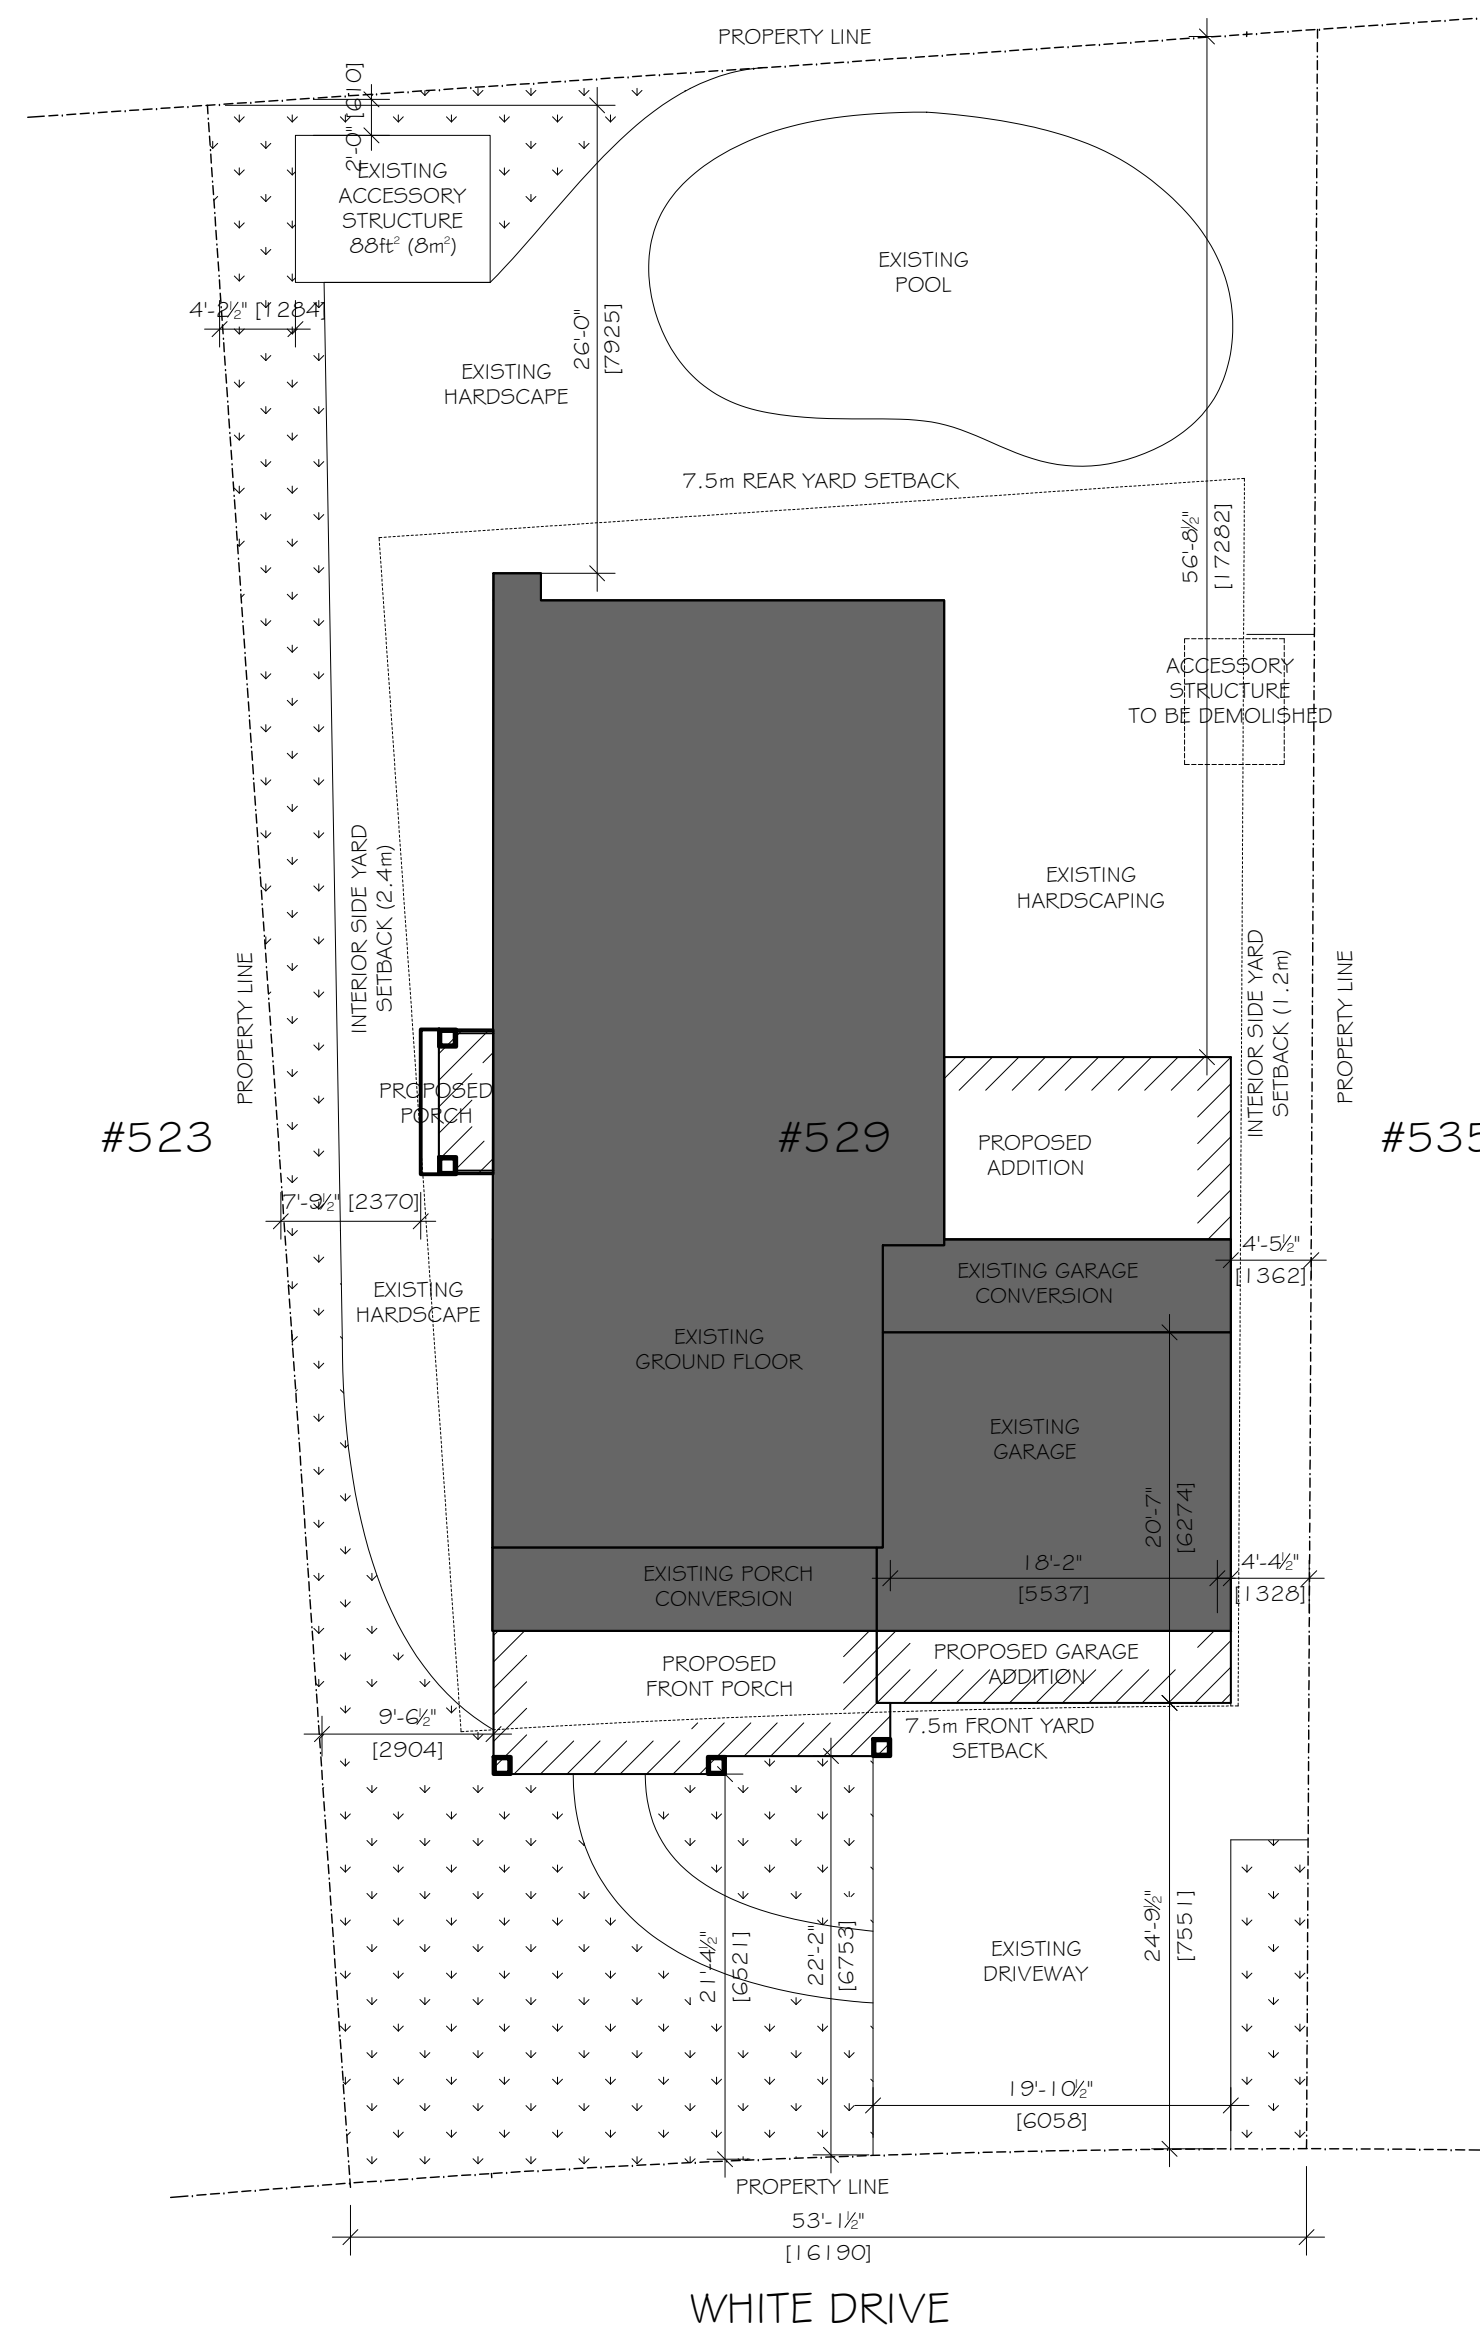 PROPERTY LINE
2'-0" [610]
EXISTING
ACCESSORY
STRUCTURE
88ft² (8m²)
EXISTING
POOL
4'-2½" [1284]
26'-0"
[7925]
EXISTING
HARDSCAPE
7.5m REAR YARD SETBACK
56'-8½"
[17282]
ACCESSORY
STRUCTURE
TO BE DEMOLISHED
INTERIOR SIDE YARD
SETBACK (2.4m)
EXISTING
HARDSCAPING
PROPERTY LINE
INTERIOR SIDE YARD
SETBACK (1.2m)
PROPERTY LINE
PROPOSED
PORCH
#523
#529
PROPOSED
ADDITION
#535
7'-9½" [2370]
4'-5½"
[1362]
EXISTING GARAGE
CONVERSION
EXISTING
HARDSCAPE
EXISTING
GROUND FLOOR
EXISTING
GARAGE
20'-7"
[6274]
EXISTING PORCH
CONVERSION
18'-2"
[5537]
4'-4½"
[1328]
PROPOSED
FRONT PORCH
PROPOSED GARAGE
ADDITION
9'-6½"
[2904]
7.5m FRONT YARD
SETBACK
21'-4½"
[6521]
22'-2"
[6753]
EXISTING
DRIVEWAY
24'-9½"
[7551]
19'-10½"
[6058]
PROPERTY LINE
53'-1½"
[16190]
WHITE DRIVE